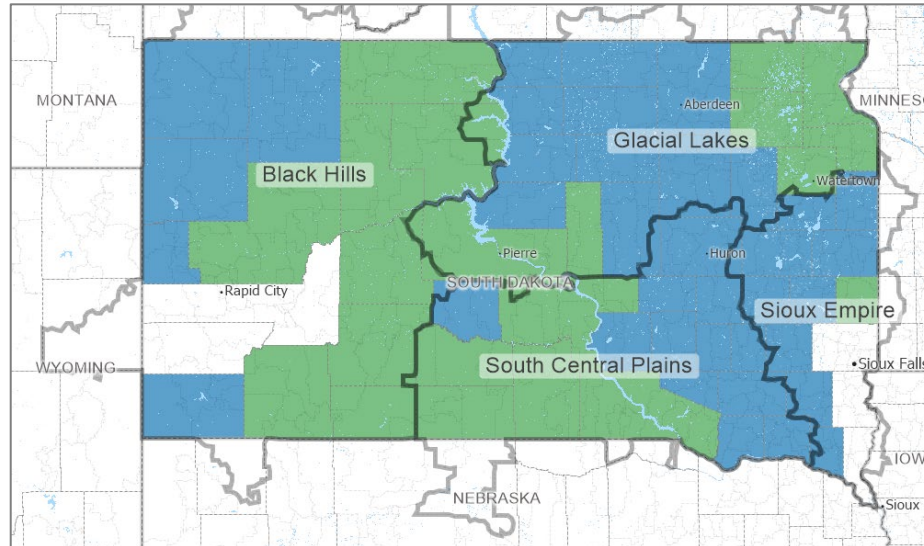 MONTANA
MINNES
Aberdeen
Glacial Lakes
Black Hills
Watertown
Pierre
Huron
SOUTH DAKOTA
Rapid City
Sioux Empire
WYOMING
South Central Plains
Sioux Falls
IOW
NEBRASKA
Sioux